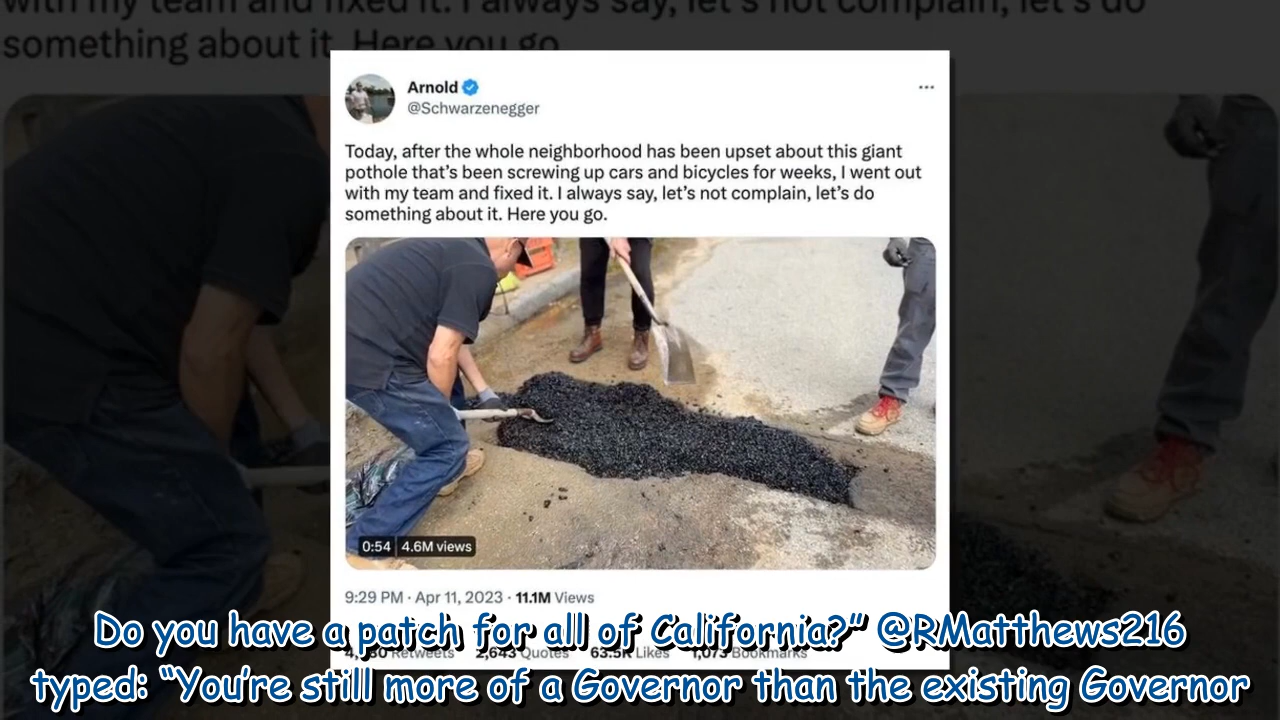 with my team and fixed it. I always say, let's not complain, let's do
something about it. Here you go.
Arnold
@Schwarzenegger
Today, after the whole neighborhood has been upset about this giant
pothole that’s been screwing up cars and bicycles for weeks, I went out
with my team and fixed it. I always say, let’s not complain, let’s do
something about it. Here you go.
0:54 4.6M views
9:29 PM · Apr 11, 2023 · 11.1M Views
Retweets 2,643 Quotes 63.5K Likes 1,073 Bookmarks
Do you have a patch for all of California?” @RMatthews216
typed: “You’re still more of a Governor than the existing Governor